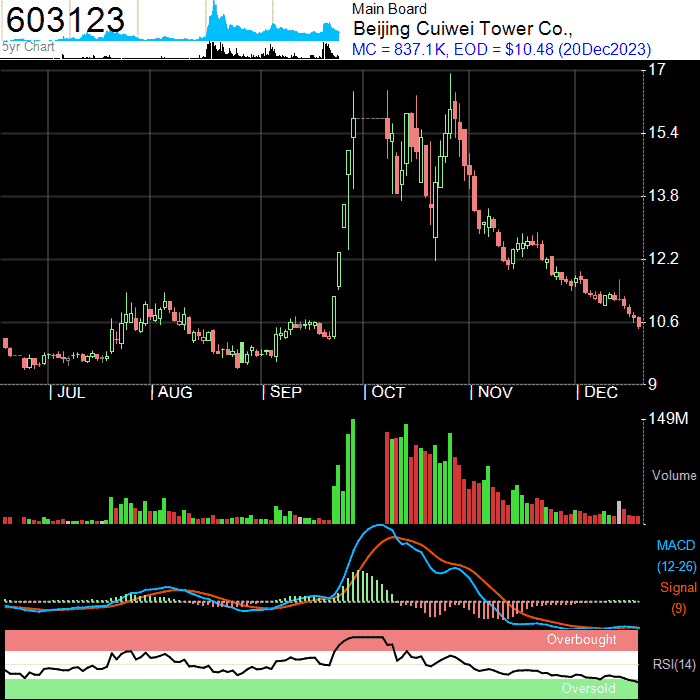 603123
5yr Chart
Main Board
Beijing Cuiwei Tower Co.,
MC = 837.1K, EOD = $10.48 (20Dec2023)
17
15.4
13.8
12.2
10.6
9
JUL AUG SEP OCT NOV DEC
149M
Volume
MACD
(12-26)
Signal
(9)
Overbought
RSI(14)
Oversold